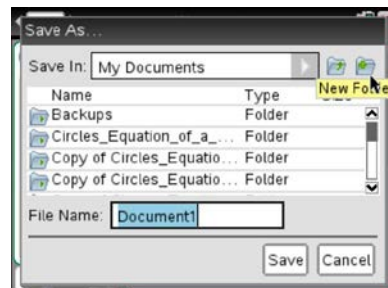 Save As...
Save In: My Documents
New Folde
Name Type
Backups Folder
Circles_Equation_of_a_... Folder
Copy of Circles_Equatio... Folder
Copy of Circles_Equatio... Folder
File Name: Document1
Save Cancel